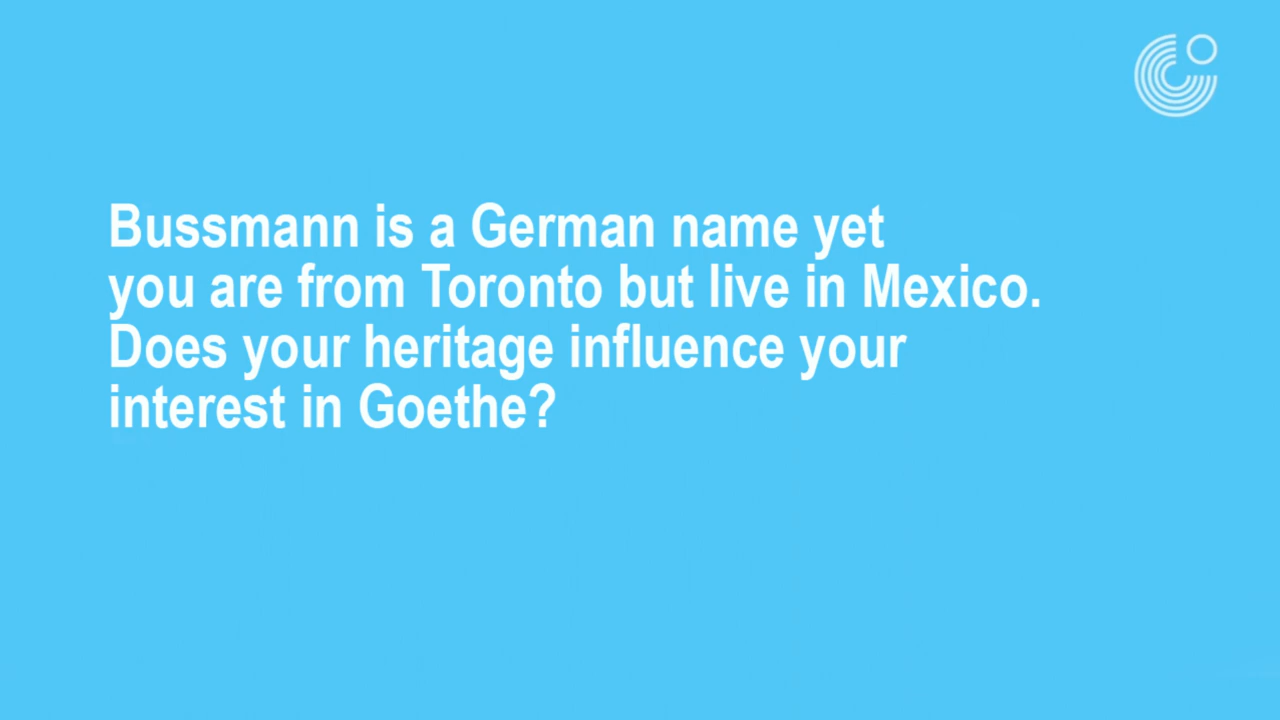 Bussmann is a German name yet
you are from Toronto but live in Mexico.
Does your heritage influence your
interest in Goethe?